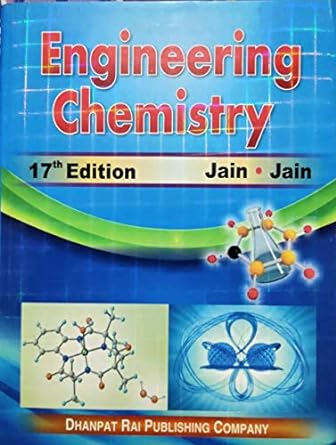 Engineering
Chemistry
17th Edition Jain • Jain
DHANPAT RAI PUBLISHING COMPANY